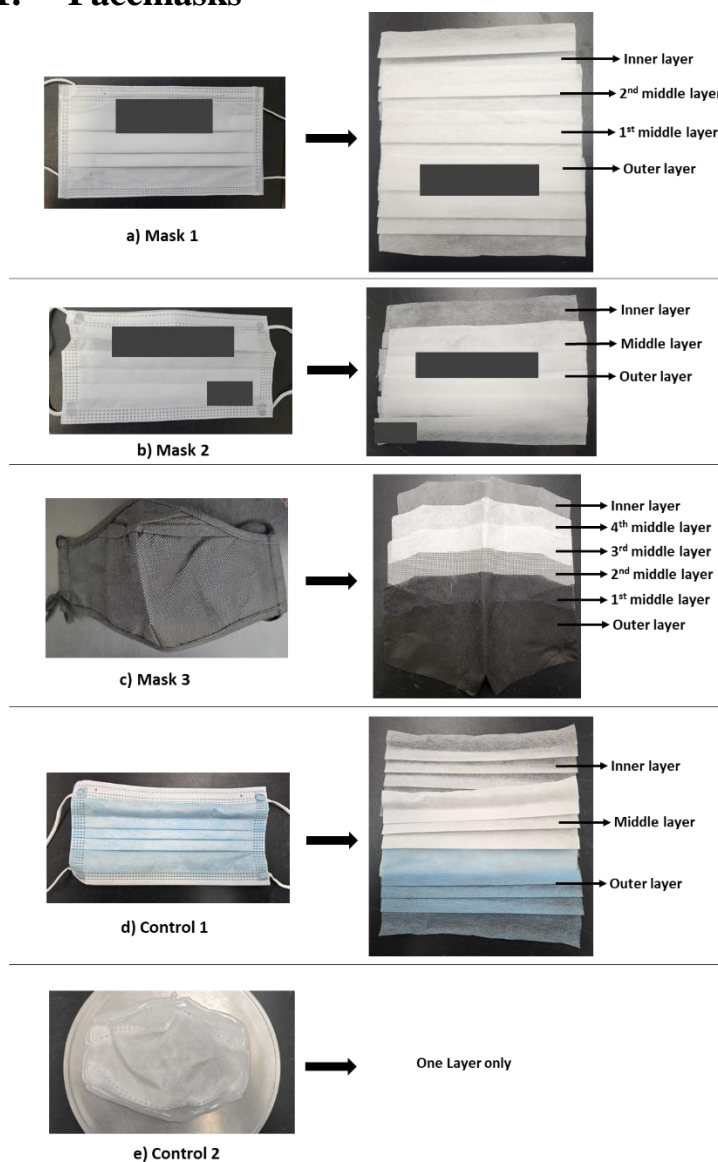 Facemasks
Inner layer
2nd middle layer
1st middle layer
Outer layer
a) Mask 1
Inner layer
Middle layer
Outer layer
b) Mask 2
Inner layer
4th middle layer
3rd middle layer
2nd middle layer
1st middle layer
Outer layer
c) Mask 3
Inner layer
Middle layer
Outer layer
d) Control 1
One Layer only
e) Control 2